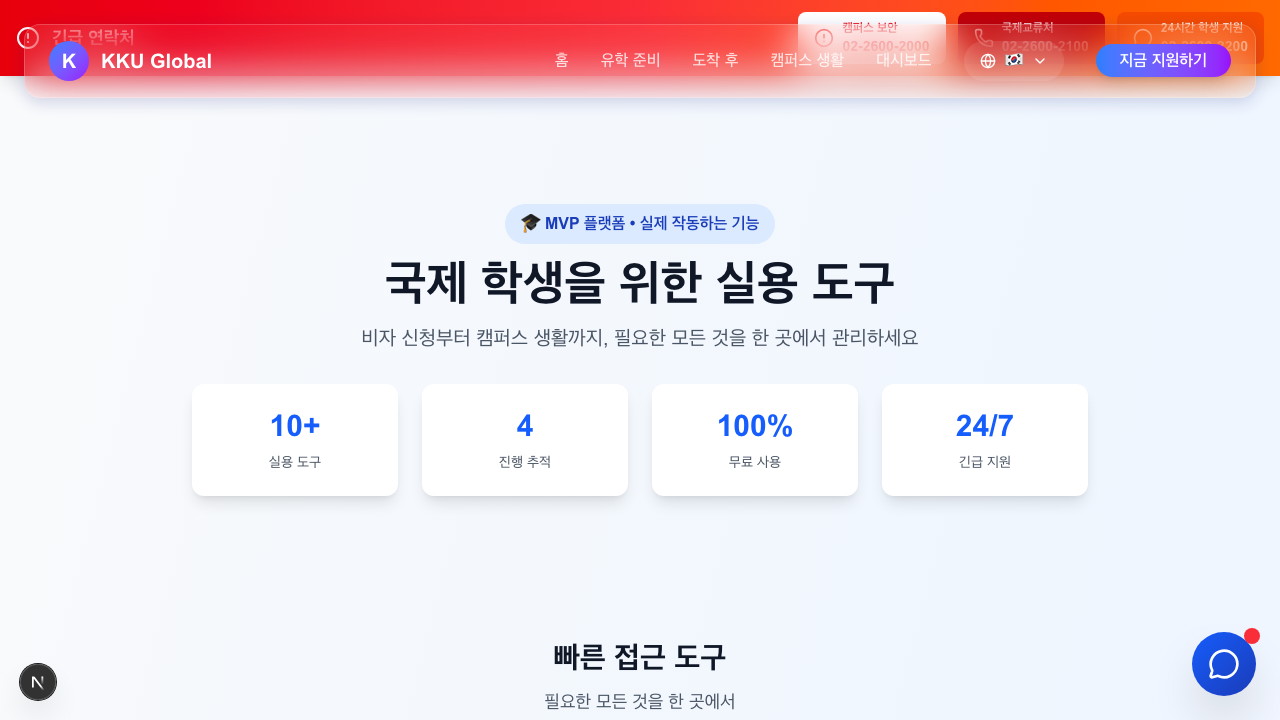 긴급 연락처
캠퍼스 보안
02-2600-2000
국제교류처
02-2600-2100
24시간 학생 지원
K
KKU Global
홈
유학 준비
도착 후
캠퍼스 생활
대시보드
지금 지원하기
🎓 MVP 플랫폼 • 실제 작동하는 기능
국제 학생을 위한 실용 도구
비자 신청부터 캠퍼스 생활까지, 필요한 모든 것을 한 곳에서 관리하세요
10+
실용 도구
4
진행 추적
100%
무료 사용
24/7
긴급 지원
빠른 접근 도구
필요한 모든 것을 한 곳에서
N